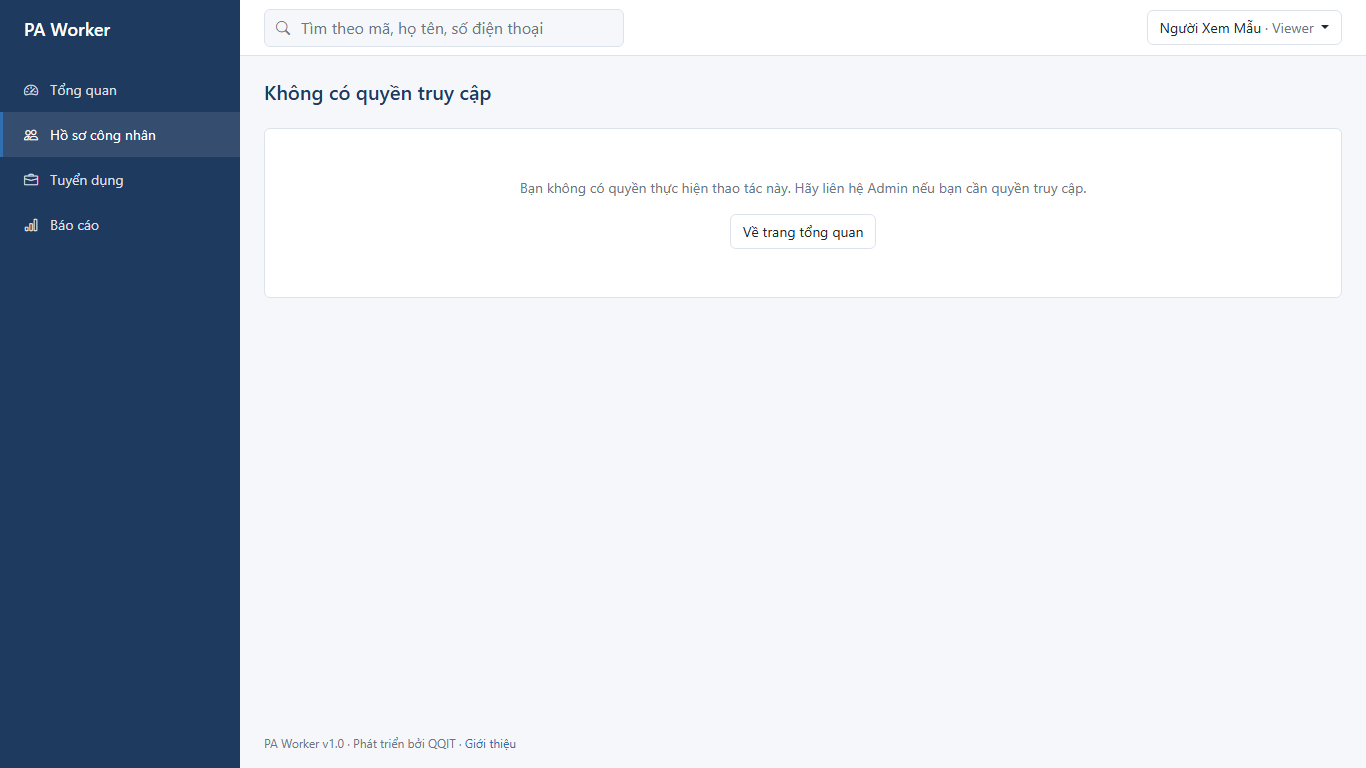 PA Worker
Tìm theo mã, họ tên, số điện thoại
Người Xem Mẫu · Viewer
Tổng quan
Hồ sơ công nhân
Tuyển dụng
Báo cáo
Không có quyền truy cập
Bạn không có quyền thực hiện thao tác này. Hãy liên hệ Admin nếu bạn cần quyền truy cập.
Về trang tổng quan
PA Worker v1.0 · Phát triển bởi QQIT · Giới thiệu